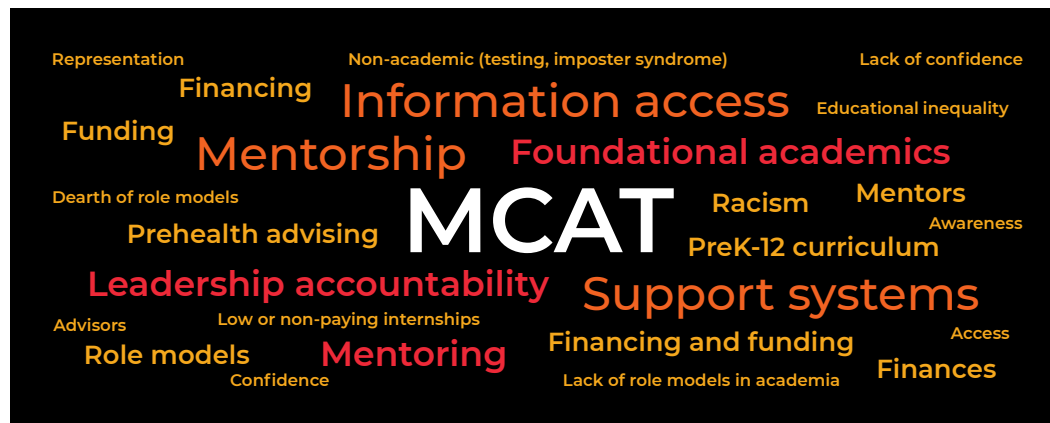 Representation
Non-academic (testing, imposter syndrome)
Lack of confidence
Financing
Information access
Educational inequality
Funding
Mentorship
Foundational academics
Dearth of role models
MCAT
Racism
Mentors
Awareness
Prehealth advising
PreK-12 curriculum
Leadership accountability
Support systems
Advisors
Low or non-paying internships
Access
Role models
Mentoring
Financing and funding
Finances
Confidence
Lack of role models in academia